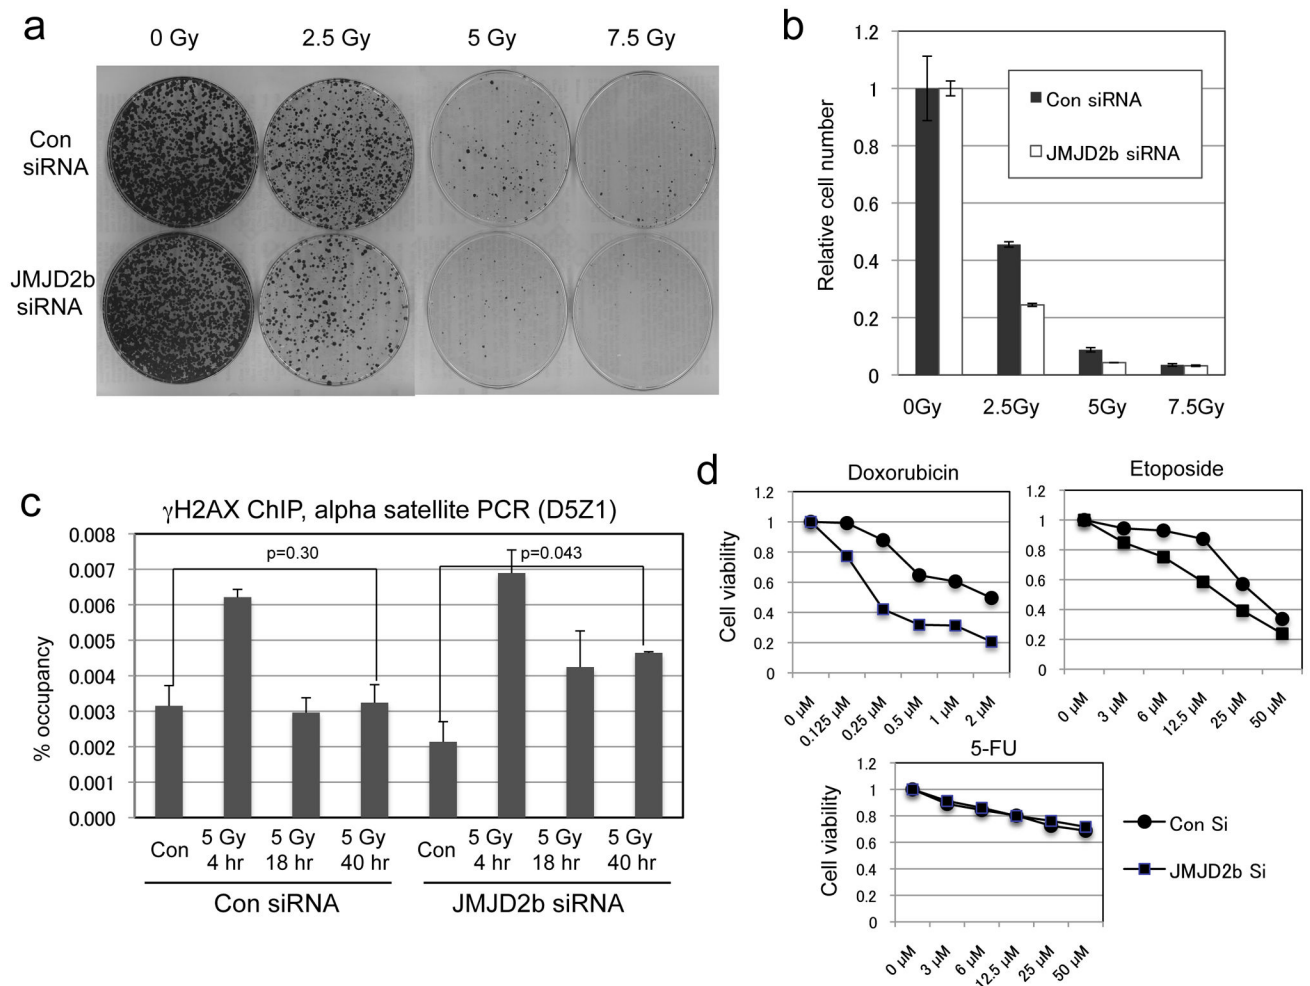 a
0 Gy 2.5 Gy 5 Gy 7.5 Gy
Con
siRNA
JMJD2b
siRNA
b
1.2
1
0.8
0.6
0.4
0.2
0
Relative cell number
Con siRNA
JMJD2b siRNA
0Gy 2.5Gy 5Gy 7.5Gy
c
γH2AX ChIP, alpha satellite PCR (D5Z1)
0.008
0.007
0.006
0.005
0.004
0.003
0.002
0.001
0.000
% occupancy
p=0.30
p=0.043
Con 5 Gy 5 Gy 5 Gy Con 5 Gy 5 Gy 5 Gy
4 hr 18 hr 40 hr 4 hr 18 hr 40 hr
Con siRNA JMJD2b siRNA
d
Doxorubicin
1.2
1
0.8
0.6
0.4
0.2
0
Cell viability
0 μM 0.125 μM 0.25 μM 0.5 μM 1 μM 2 μM
Etoposide
1.2
1
0.8
0.6
0.4
0.2
0
0 μM 3 μM 6 μM 12.5 μM 25 μM 50 μM
5-FU
1.2
1
0.8
0.6
0.4
0.2
0
Cell viability
0 μM 3 μM 6 μM 12.5 μM 25 μM 50 μM
Con Si
JMJD2b Si